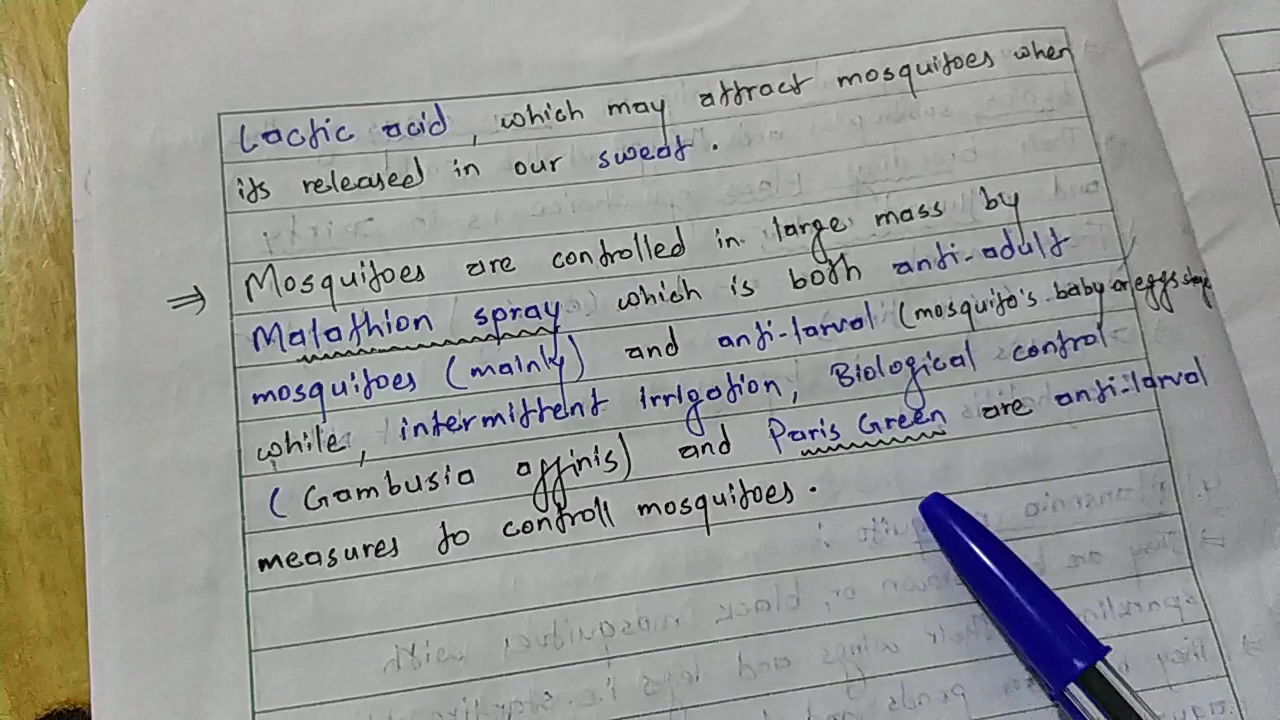 Lactic acid, which may attract mosquitoes when
its released in our sweat.
⇒ Mosquitoes are controlled in large mass by
Malathion spray which is both anti-adult
mosquitoes (mainly) and anti-larval (mosquito's baby or eggs stage
while, intermittent irrigation, Biological control
(Gambusia affinis) and Paris Green are anti-larval
measures to controll mosquitoes.